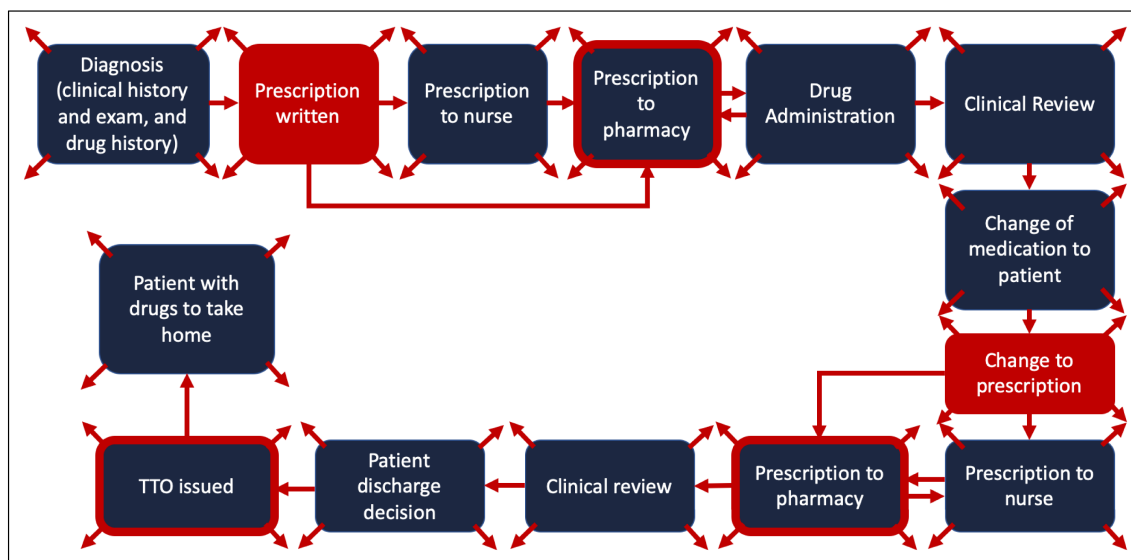 Diagnosis
(clinical history
and exam, and
drug history)
Prescription
written
Prescription
to nurse
Prescription
to
pharmacy
Drug
Administration
Clinical Review
Change of
medication to
patient
Change to
prescription
Prescription to
nurse
Prescription to
pharmacy
Clinical review
Patient
discharge
decision
TTO issued
Patient with
drugs to take
home